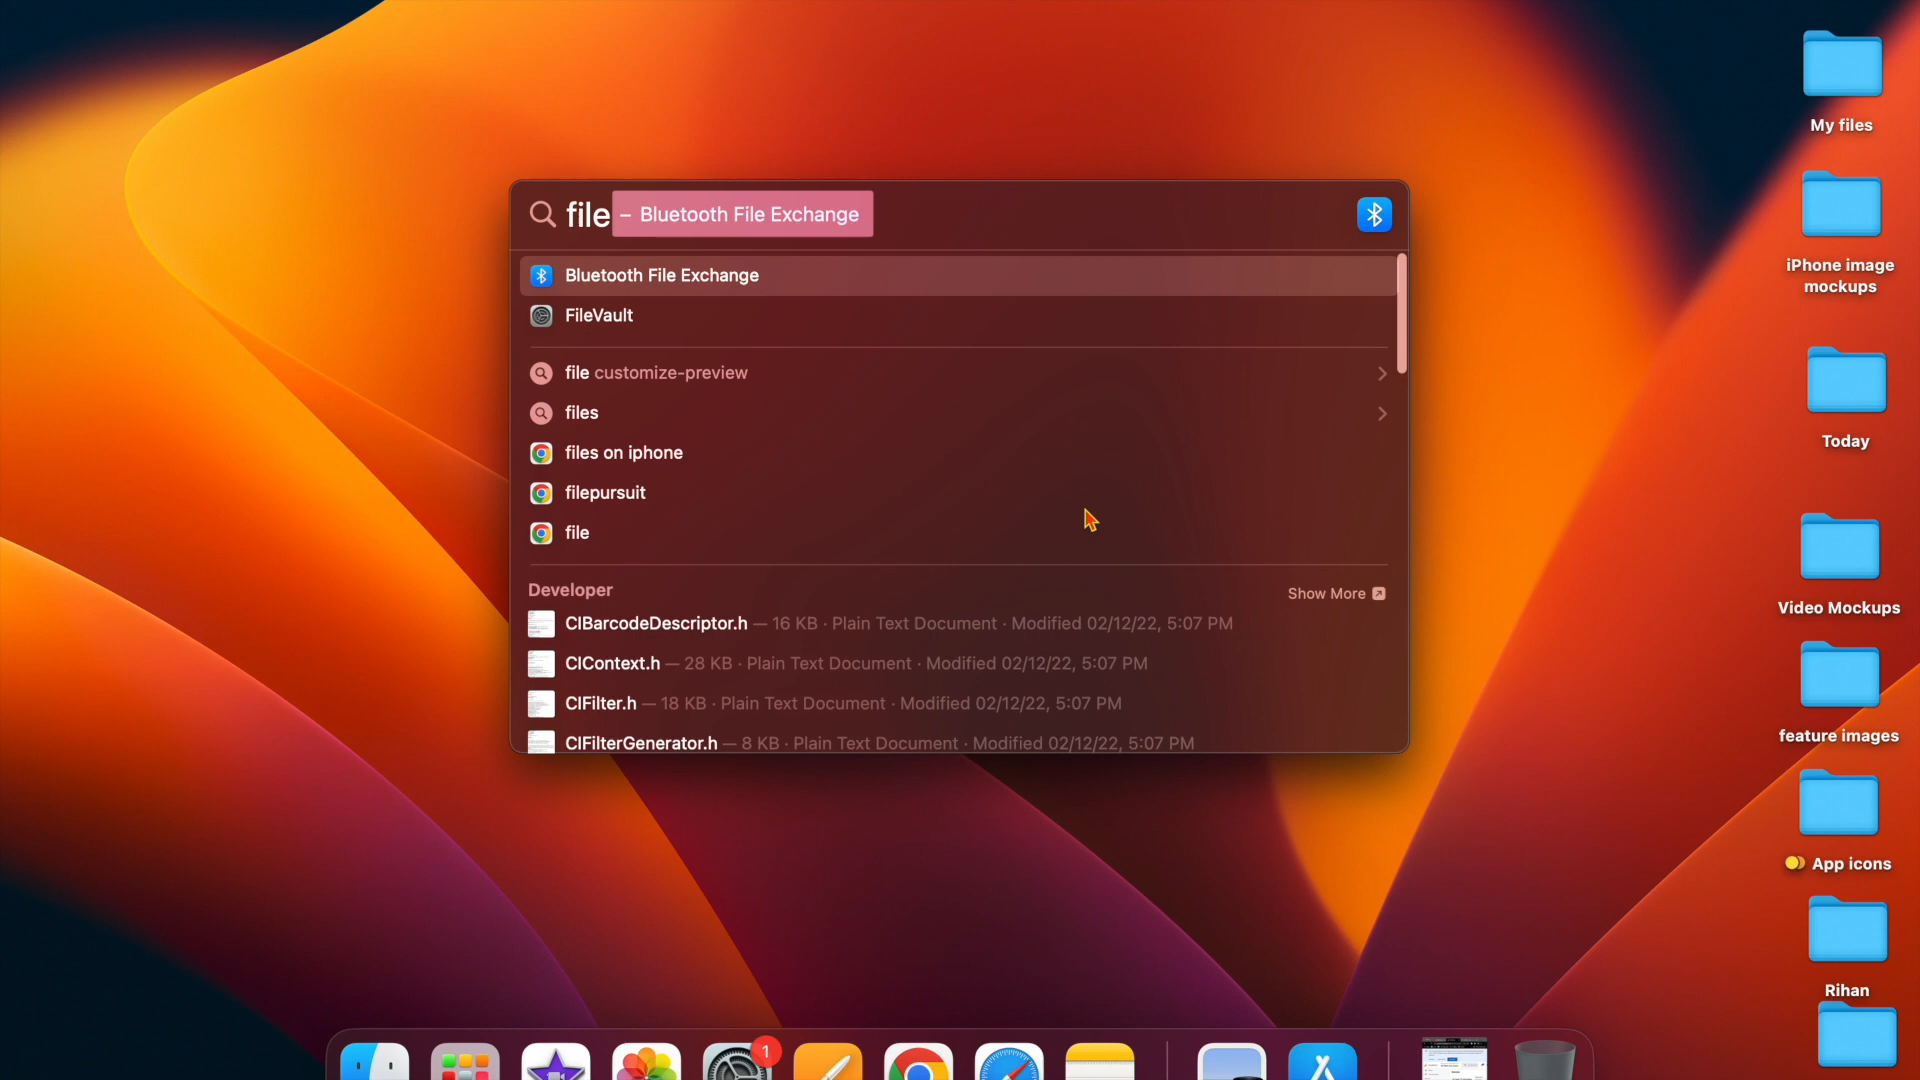 file – Bluetooth File Exchange
Bluetooth File Exchange
FileVault
file customize-preview
files
files on iphone
filepursuit
file
Developer
Show More
CIBarcodeDescriptor.h — 16 KB · Plain Text Document · Modified 02/12/22, 5:07 PM
CIContext.h — 28 KB · Plain Text Document · Modified 02/12/22, 5:07 PM
CIFilter.h — 18 KB · Plain Text Document · Modified 02/12/22, 5:07 PM
CIFilterGenerator.h — 8 KB · Plain Text Document · Modified 02/12/22, 5:07 PM
My files
iPhone image
mockups
Today
Video Mockups
feature images
App icons
Rihan
1